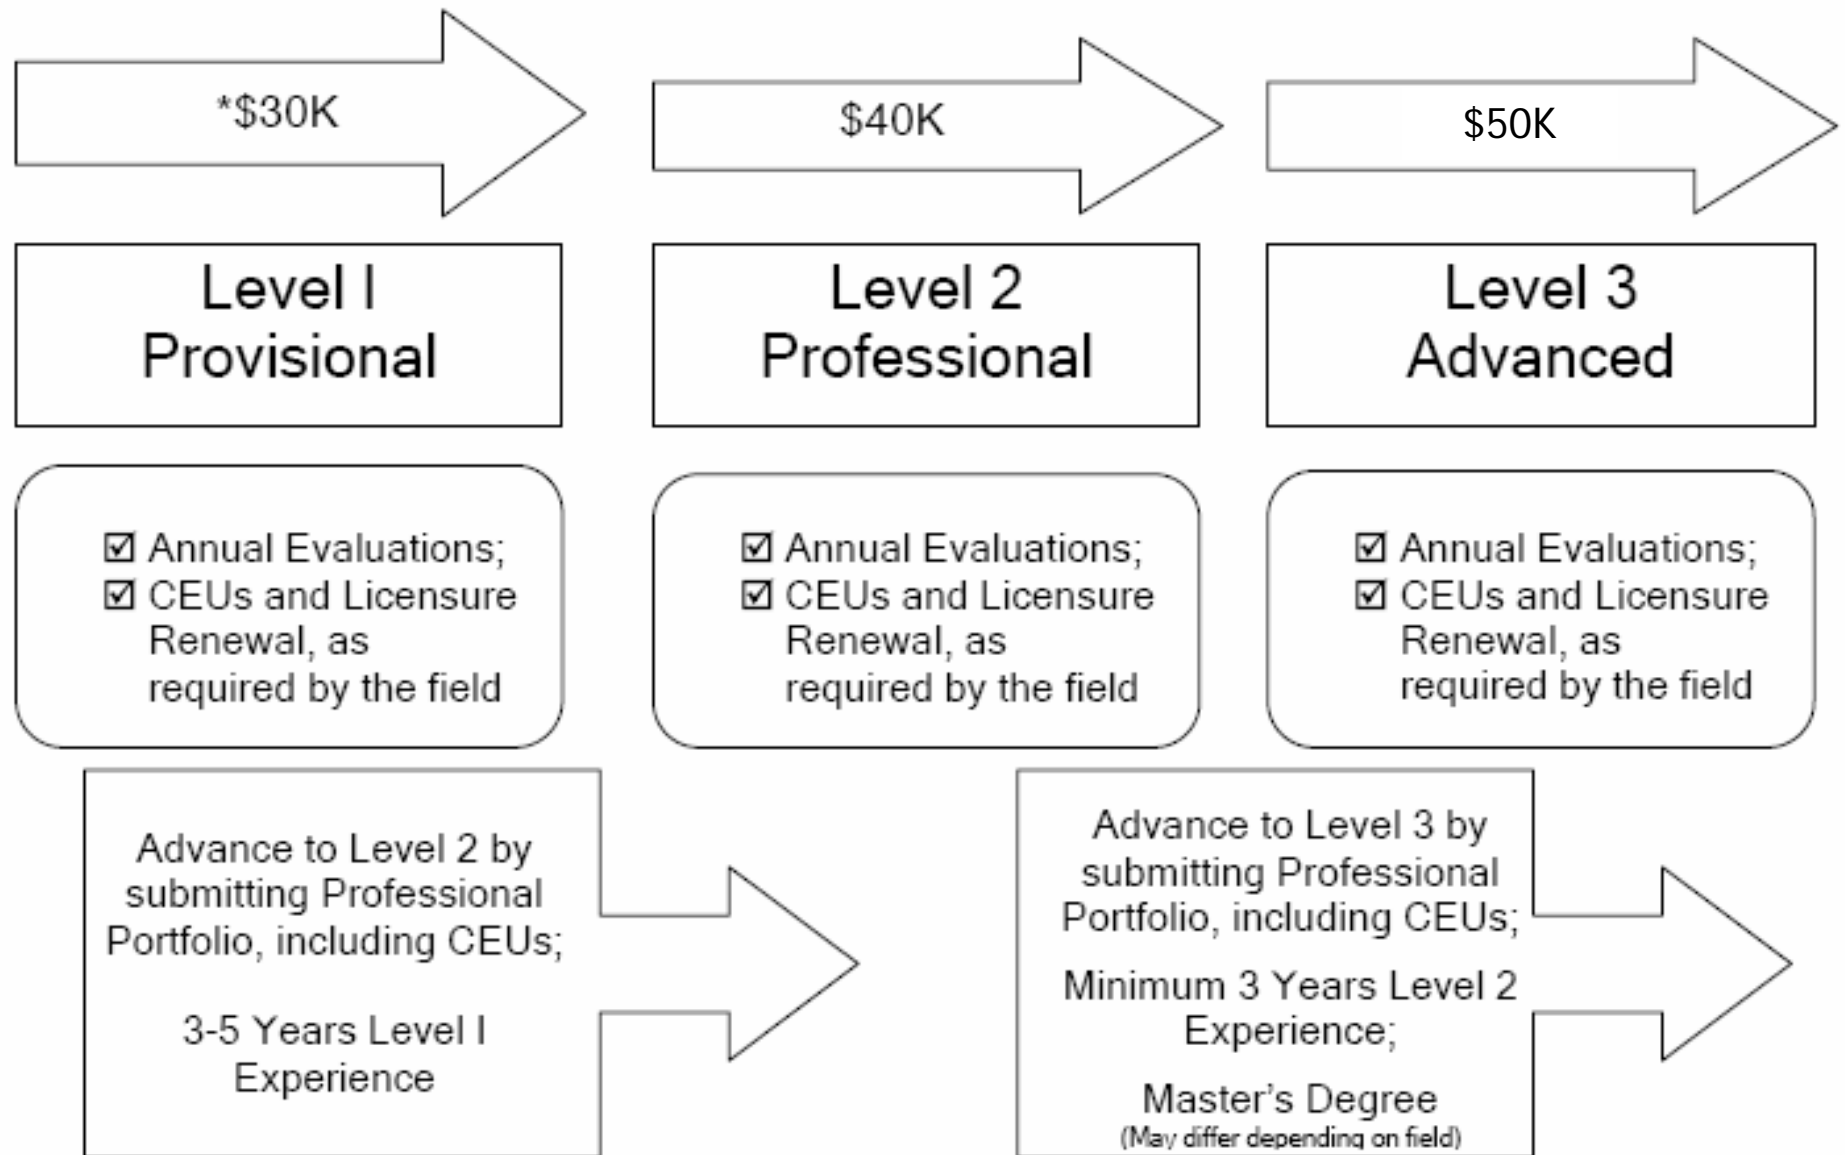 *$30K
$40K
$50K
Level I
Provisional
Level 2
Professional
Level 3
Advanced
☑ Annual Evaluations;
☑ CEUs and Licensure
Renewal, as
required by the field
☑ Annual Evaluations;
☑ CEUs and Licensure
Renewal, as
required by the field
☑ Annual Evaluations;
☑ CEUs and Licensure
Renewal, as
required by the field
Advance to Level 2 by
submitting Professional
Portfolio, including CEUs;
3-5 Years Level I
Experience
Advance to Level 3 by
submitting Professional
Portfolio, including CEUs;
Minimum 3 Years Level 2
Experience;
Master’s Degree
(May differ depending on field)